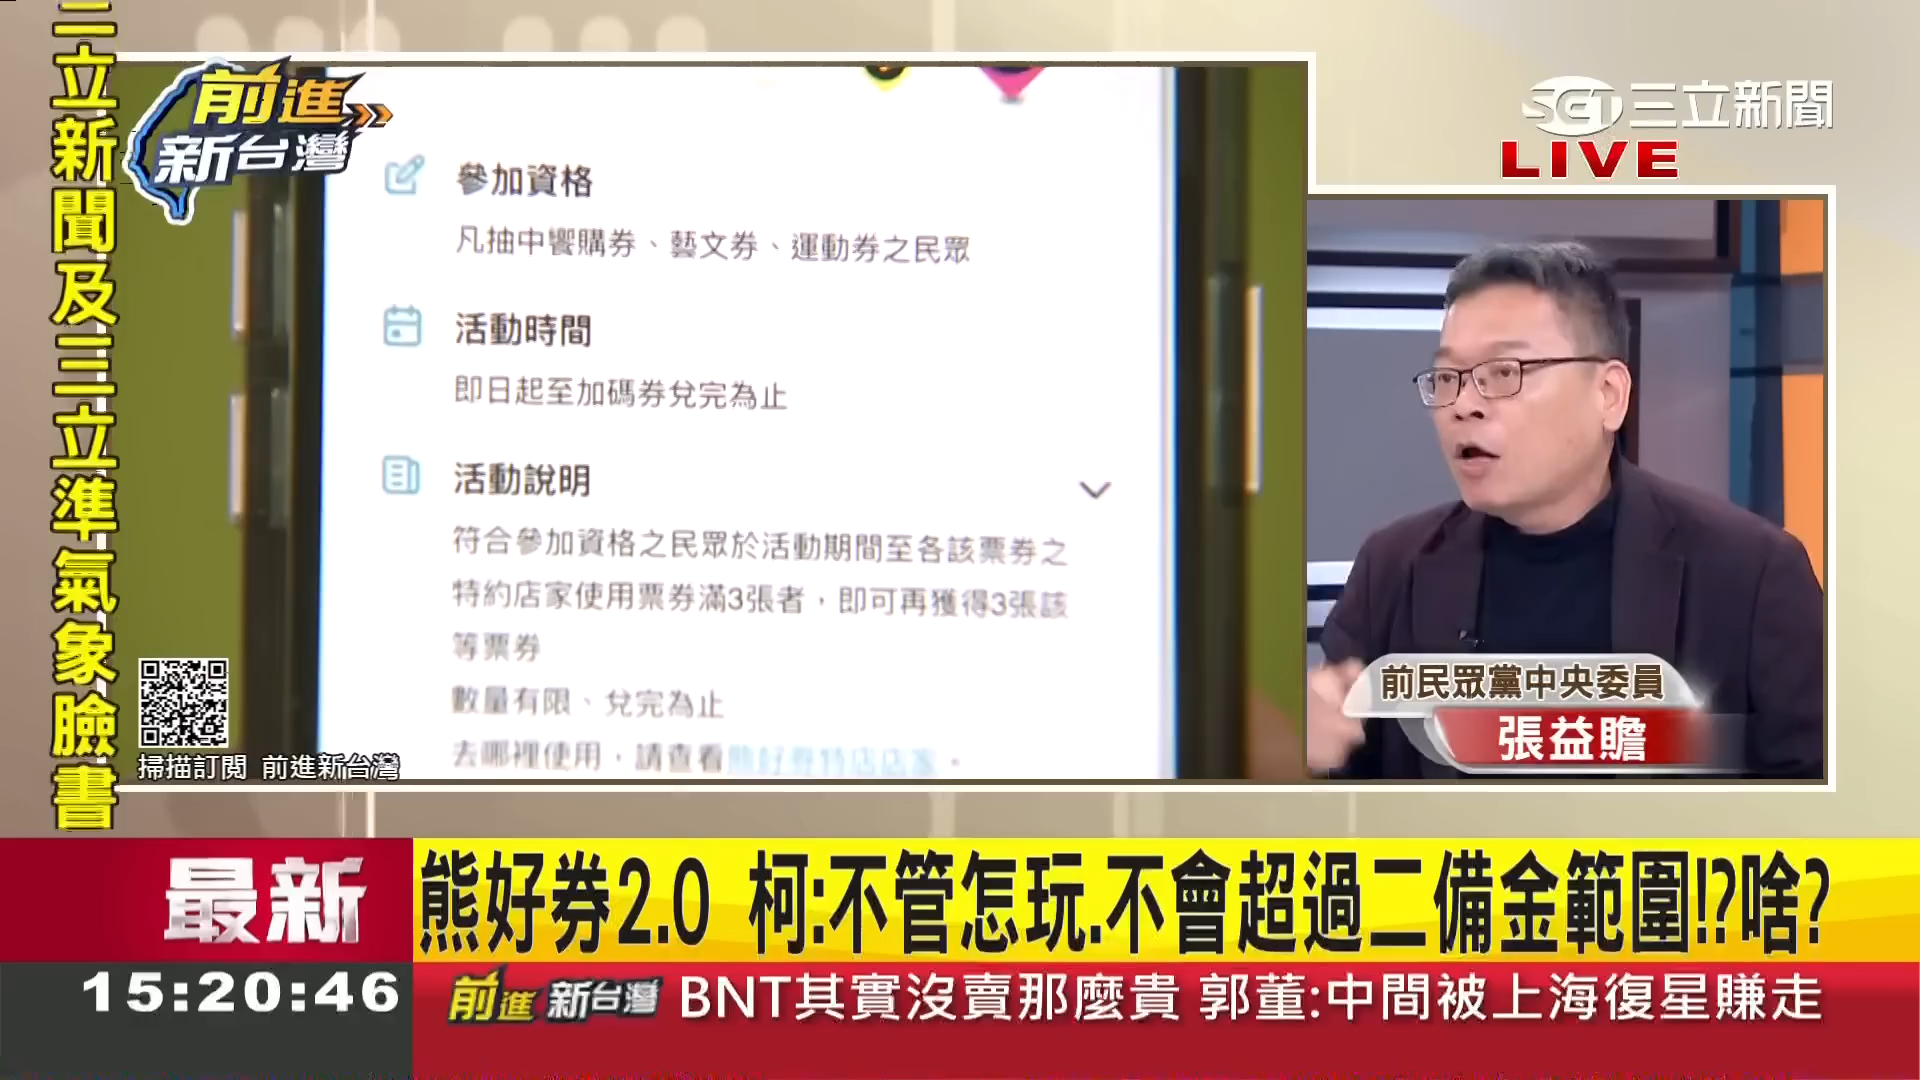 三立新聞及三立準氣象臉書
前進
新台灣
SET三立新聞
LIVE
參加資格
凡抽中饗購券、藝文券、運動券之民眾
活動時間
即日起至加碼券兌完為止
活動說明
符合參加資格之民眾於活動期間至各該票券之
特約店家使用票券滿3張者，即可再獲得3張該
等票券
數量有限、兌完為止
去哪裡使用，請查看熊好券特店店家。
掃描訂閱 前進新台灣
前民眾黨中央委員
張益贍
最新
熊好券2.0 柯:不管怎玩.不會超過二備金範圍!?啥?
15:20:46
前進新台灣 BNT其實沒賣那麼貴 郭董:中間被上海復星賺走